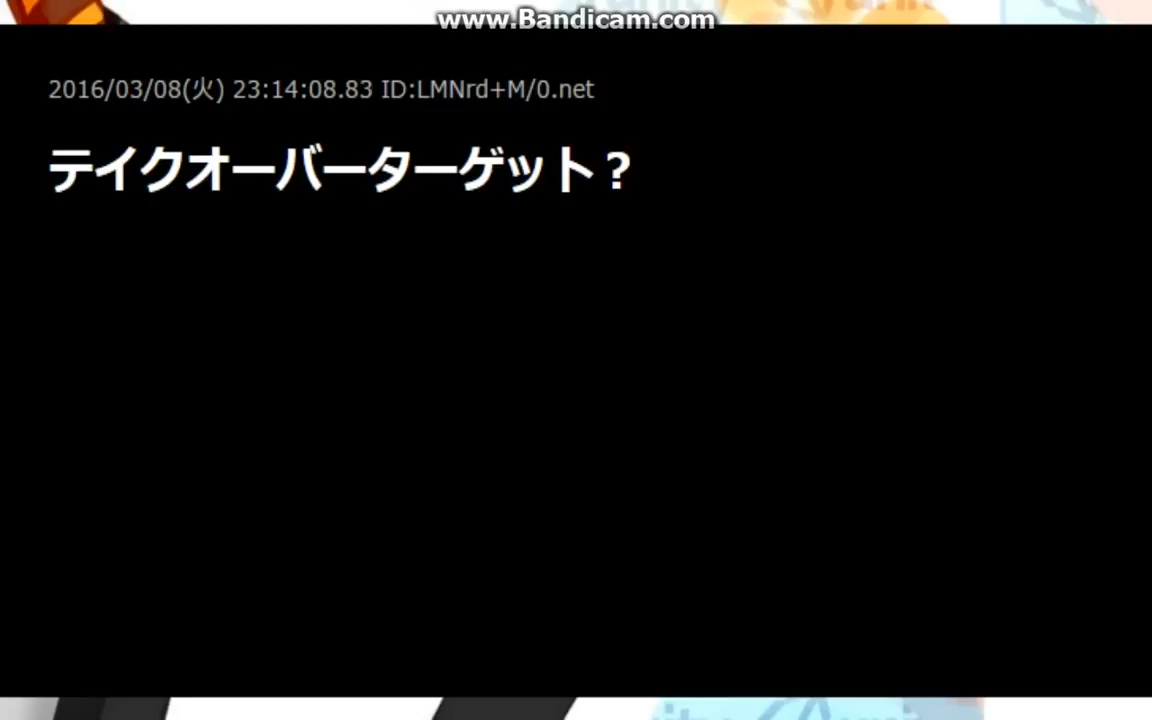 www.Bandicam.com
2016/03/08(火) 23:14:08.83 ID:LMNrd+M/0.net
テイクオーバーターゲット？